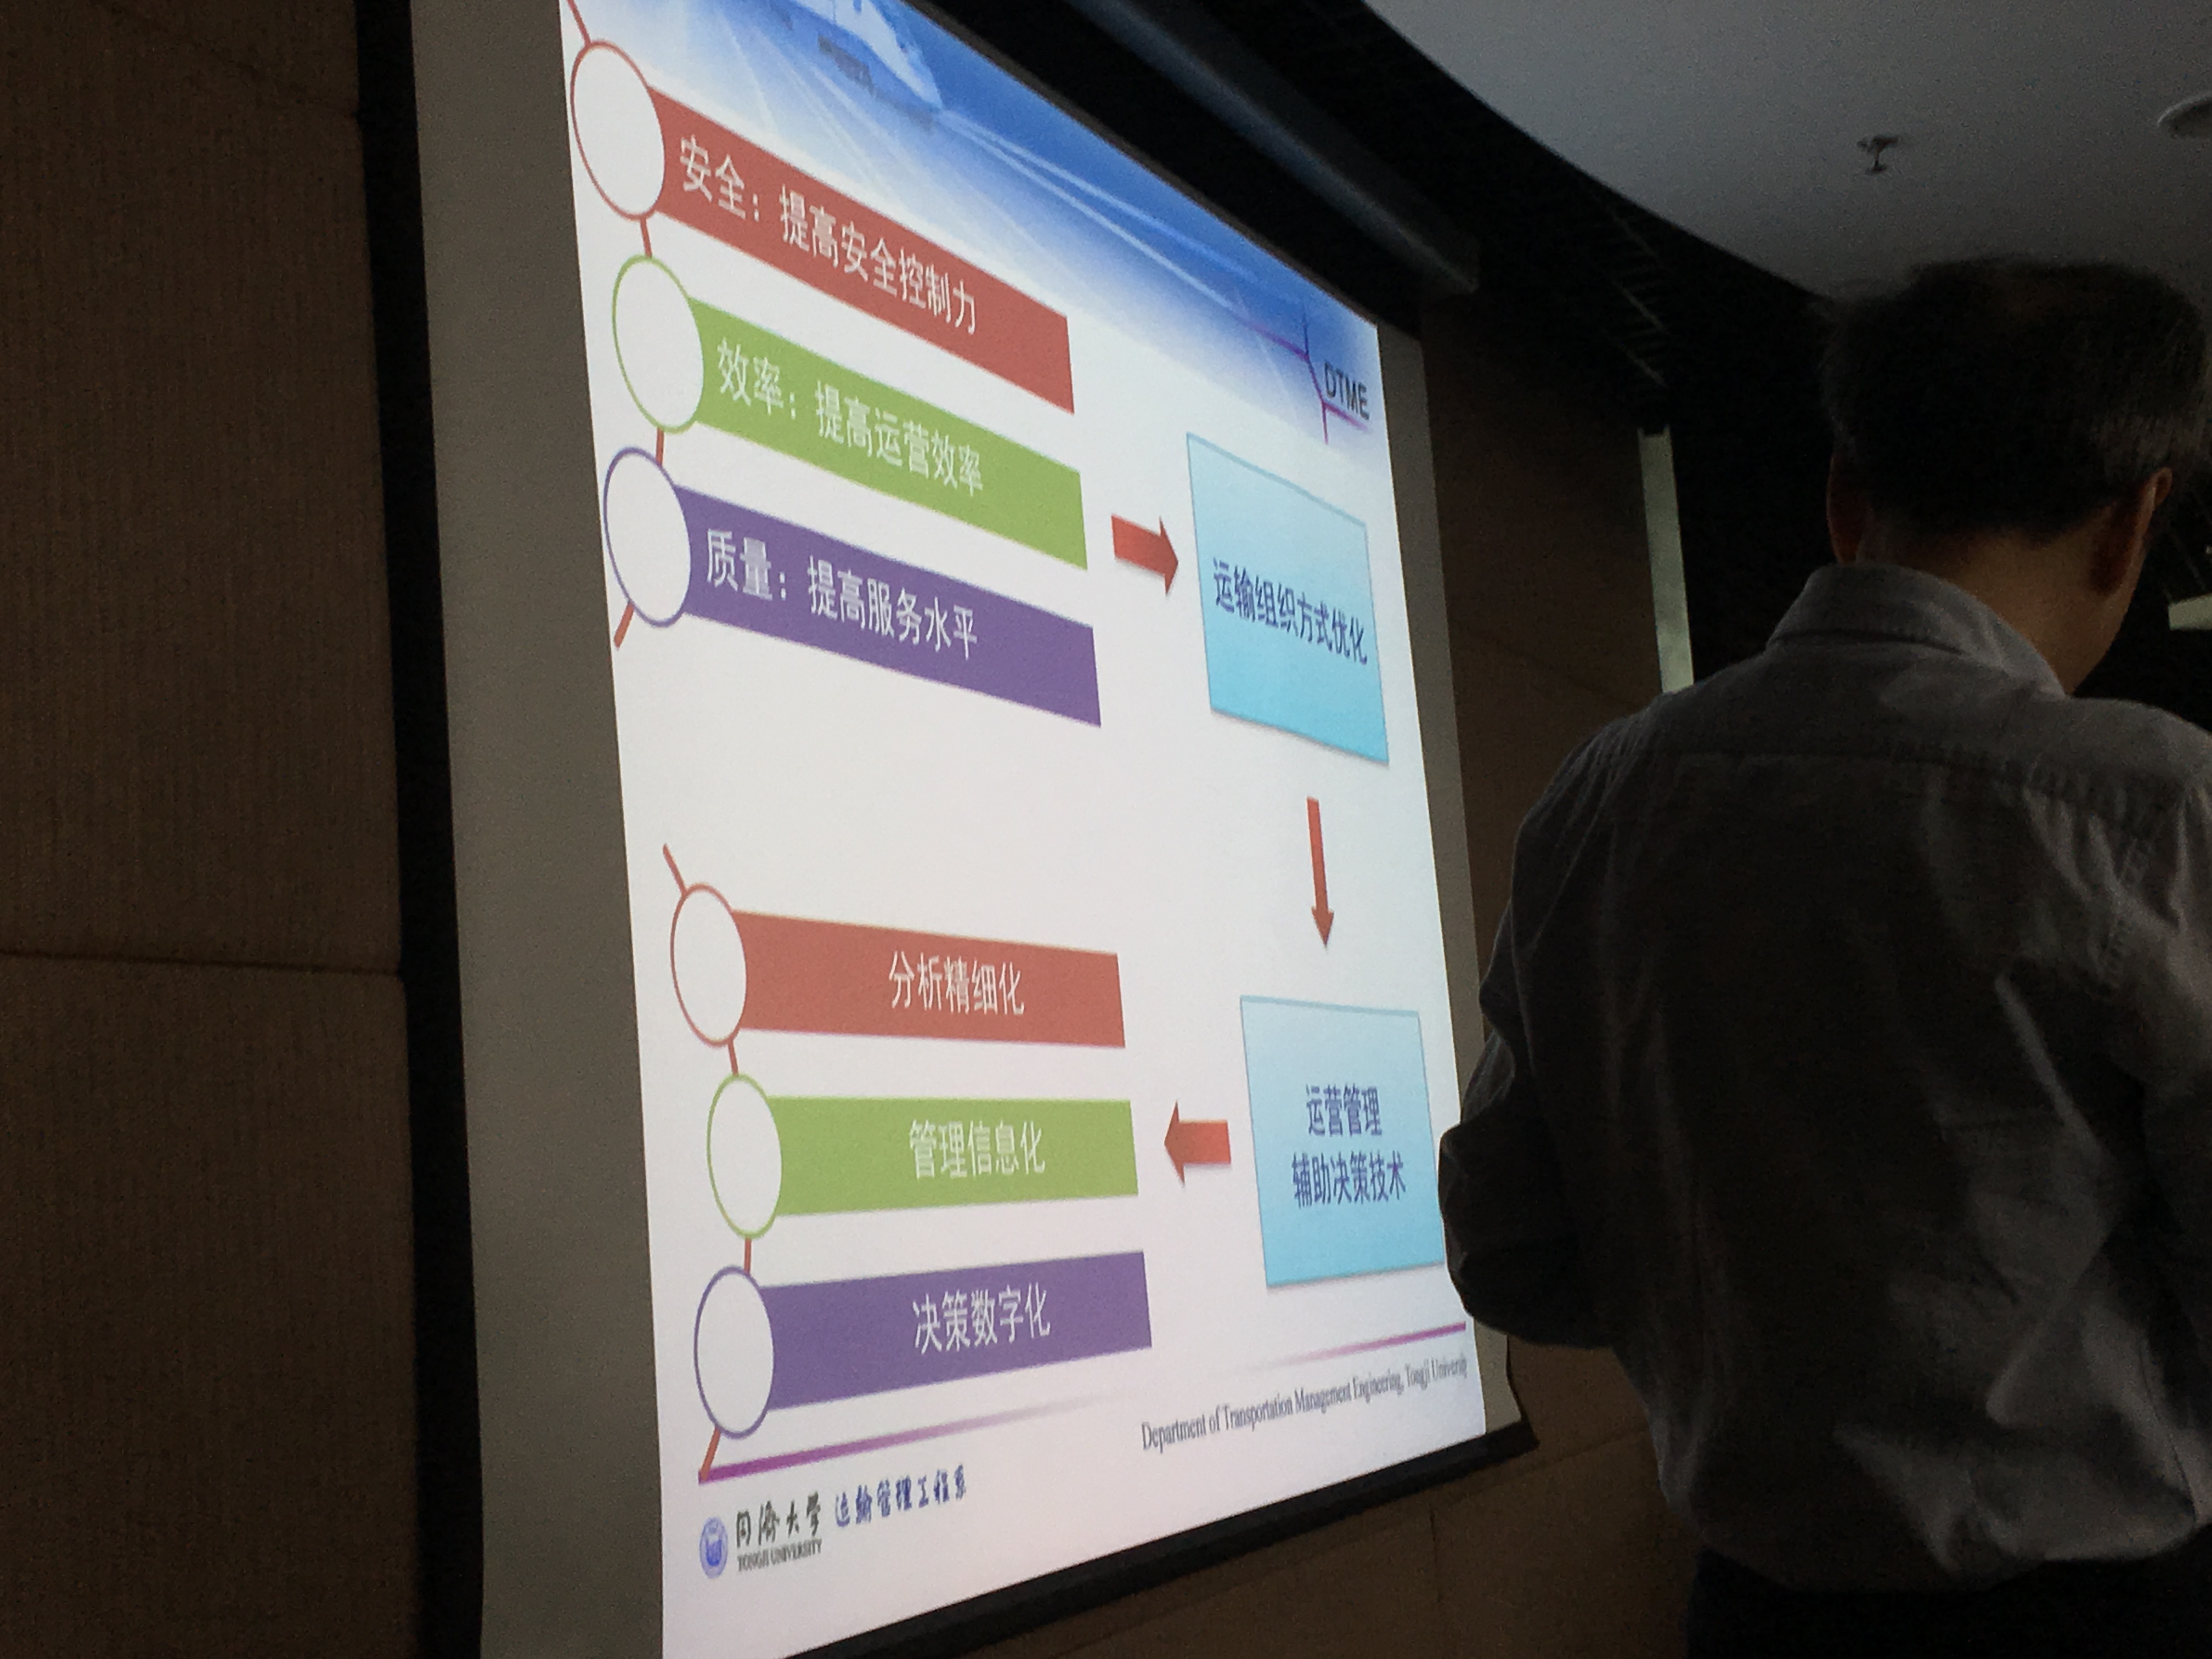 DTME
安全：提高安全控制力
效率：提高运营效率
质量：提高服务水平
运输组织方式优化
分析精细化
管理信息化
决策数字化
运营管理
辅助决策技术
Department of Transportation Management Engineering, Tongji University
同濟大学 运输管理工程系
TONGJI UNIVERSITY